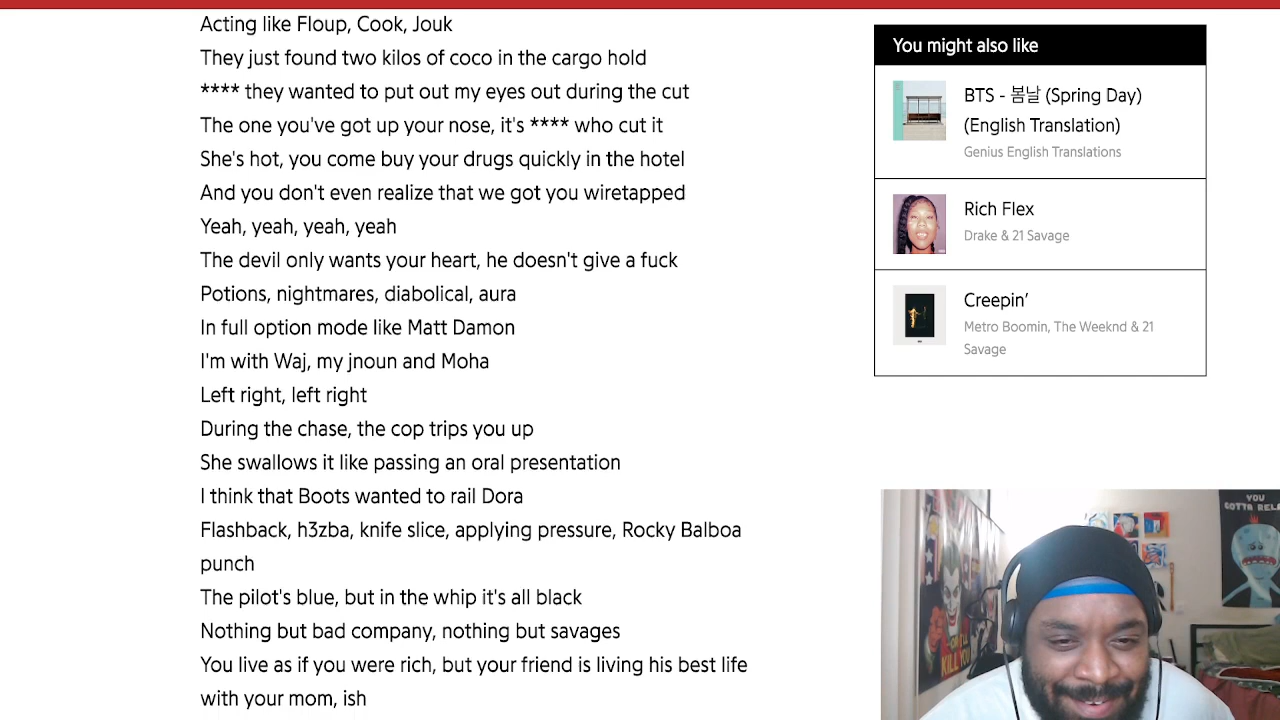 Acting like Floup, Cook, Jouk
They just found two kilos of coco in the cargo hold
**** they wanted to put out my eyes out during the cut
The one you've got up your nose, it's **** who cut it
She's hot, you come buy your drugs quickly in the hotel
And you don't even realize that we got you wiretapped
Yeah, yeah, yeah, yeah
The devil only wants your heart, he doesn't give a fuck
Potions, nightmares, diabolical, aura
In full option mode like Matt Damon
I'm with Waj, my jnoun and Moha
Left right, left right
During the chase, the cop trips you up
She swallows it like passing an oral presentation
I think that Boots wanted to rail Dora
Flashback, h3zba, knife slice, applying pressure, Rocky Balboa
punch
The pilot's blue, but in the whip it's all black
Nothing but bad company, nothing but savages
You live as if you were rich, but your friend is living his best life
with your mom, ish
You might also like
BTS - 봄날 (Spring Day)
(English Translation)
Genius English Translations
Rich Flex
Drake & 21 Savage
Creepin'
Metro Boomin, The Weeknd & 21
Savage
YOU
GOTTA RELA
KILL YOU